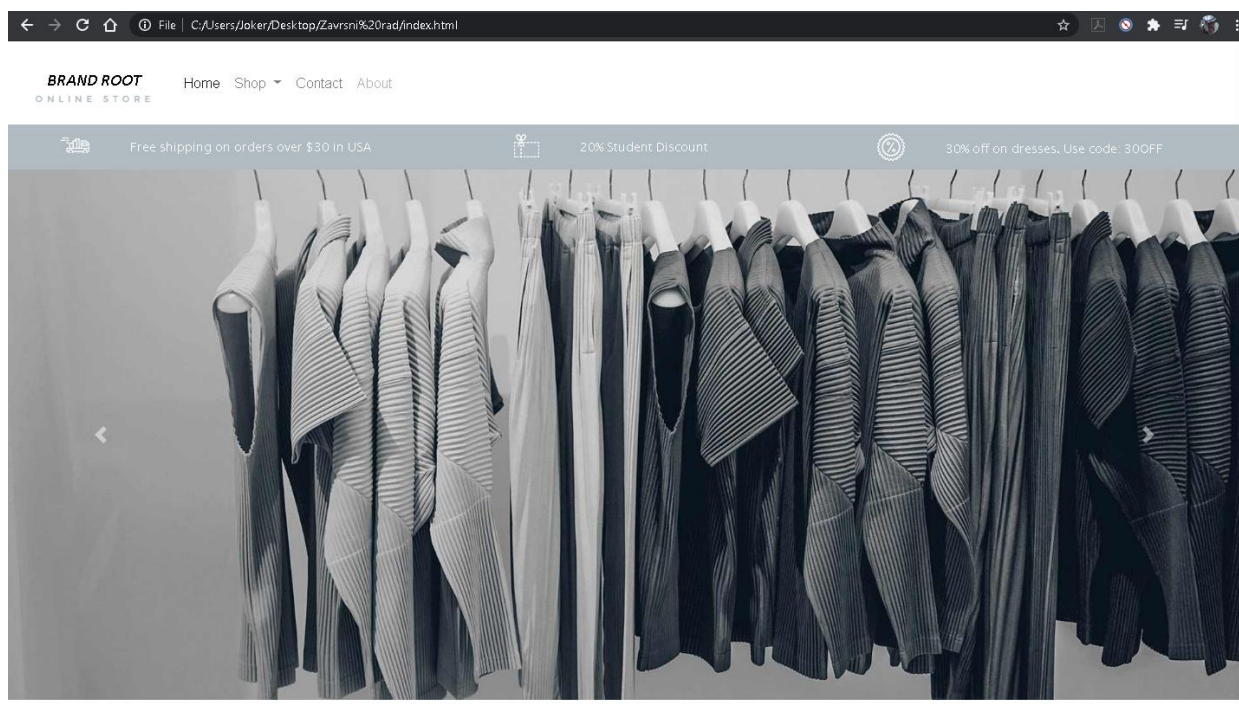 File | C:/Users/Joker/Desktop/Zavrsni%20rad/index.html
BRAND ROOT
ONLINE STORE
Home Shop Contact About
Free shipping on orders over $30 in USA
20% Student Discount
30% off on dresses. Use code: 30OFF